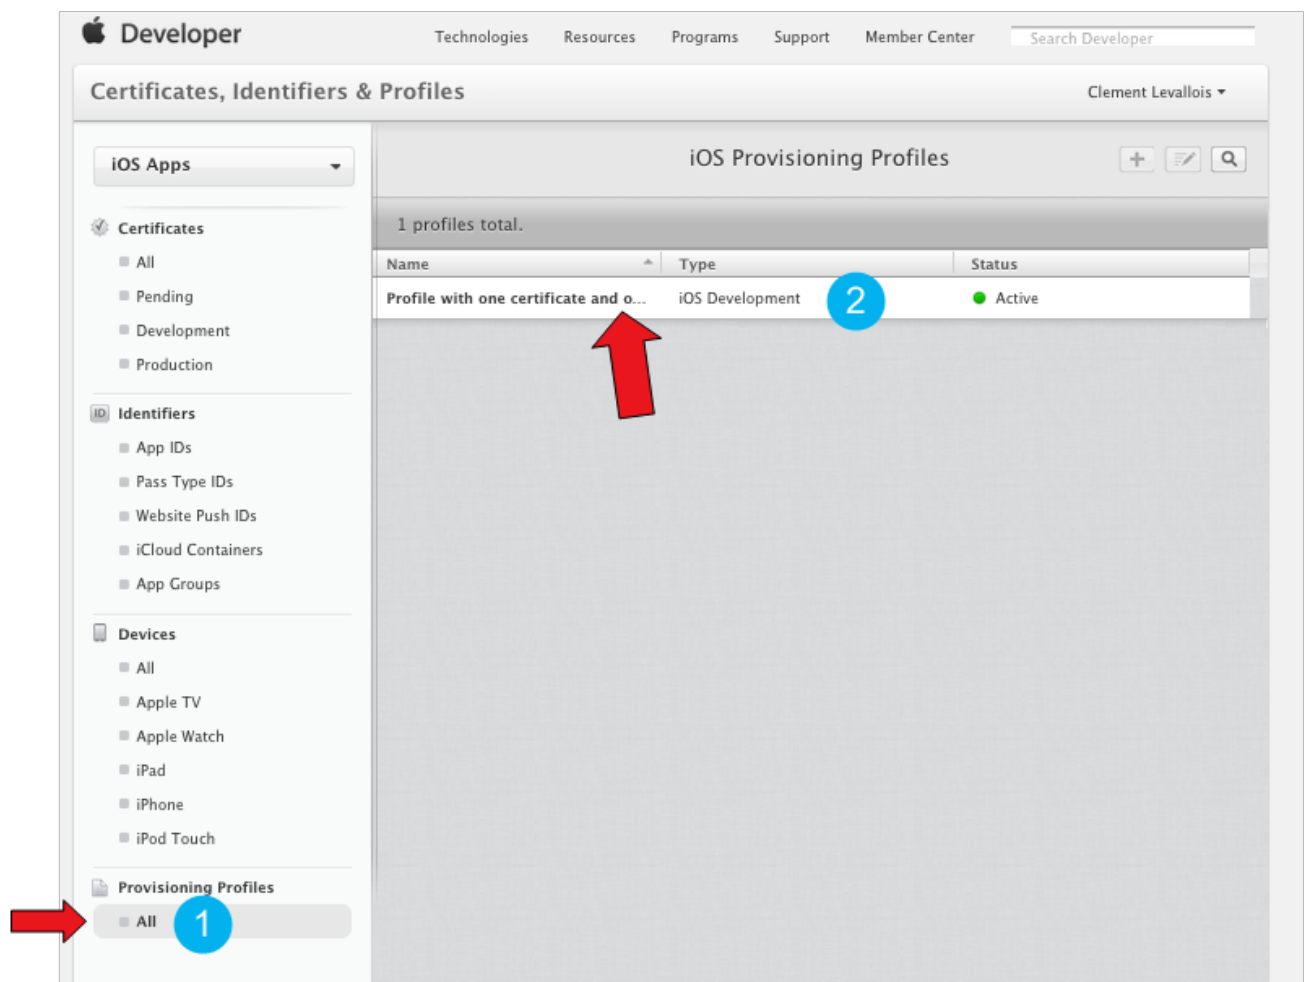 Developer
Technologies Resources Programs Support Member Center Search Developer
Certificates, Identifiers & Profiles
Clement Levallois
iOS Apps
Certificates
All
Pending
Development
Production
ID Identifiers
App IDs
Pass Type IDs
Website Push IDs
iCloud Containers
App Groups
Devices
All
Apple TV
Apple Watch
iPad
iPhone
iPod Touch
Provisioning Profiles
All 1
iOS Provisioning Profiles
1 profiles total.
Name Type Status
Profile with one certificate and o... iOS Development 2 Active